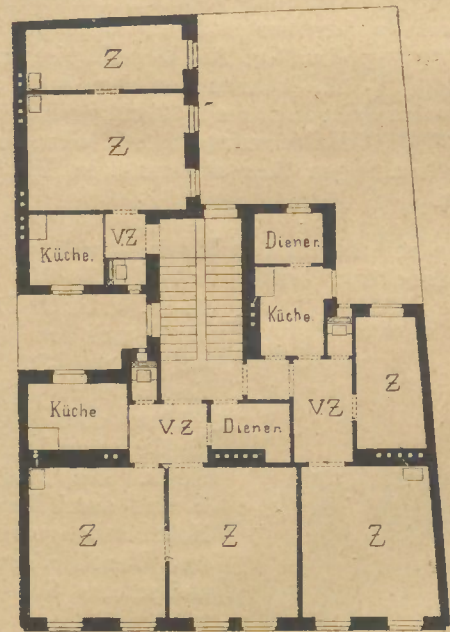 Z
Z
V.Z
Küche.
Diener.
Küche.
Z
Küche
V.Z
Diener.
VZ
Z
Z
Z